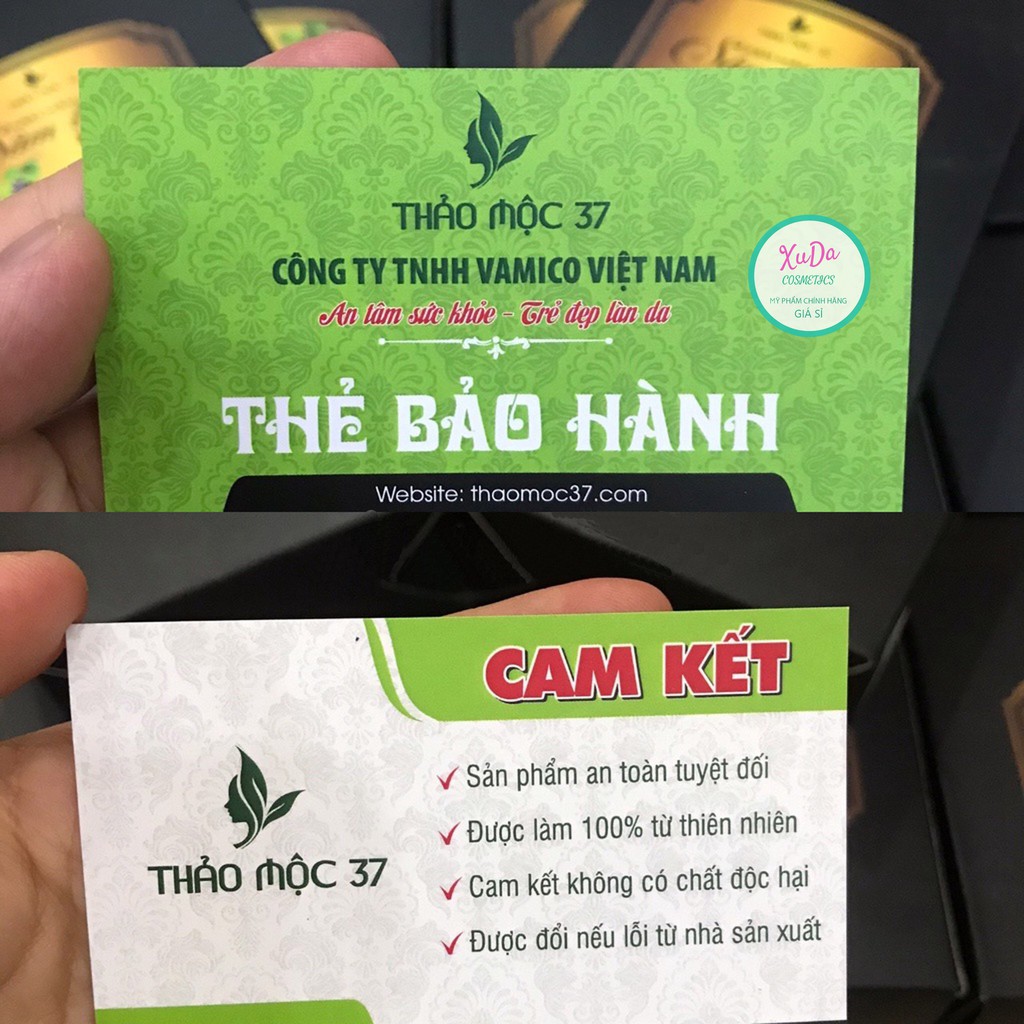 THẢO MỘC 37
CÔNG TY TNHH VAMICO VIỆT NAM
An tâm sức khỏe - Trẻ đẹp làn da
THẺ BẢO HÀNH
Website: thaomoc37.com
XuDa
COSMETICS
MỸ PHẨM CHÍNH HÃNG
GIÁ SỈ
CAM KẾT
THẢO MỘC 37
Sản phẩm an toàn tuyệt đối
Được làm 100% từ thiên nhiên
Cam kết không có chất độc hại
Được đổi nếu lỗi từ nhà sản xuất